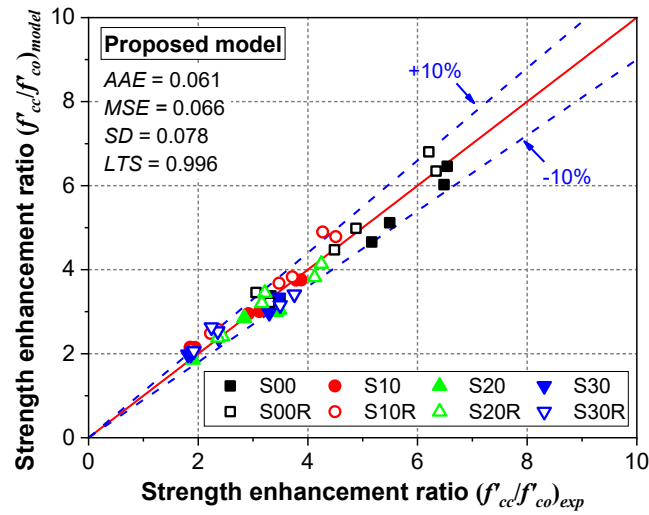 Proposed model
AAE = 0.061
MSE = 0.066
SD = 0.078
LTS = 0.996
+10%
-10%
S00 S10 S20 S30
S00R S10R S20R S30R
Strength enhancement ratio (f'cc/f'co)model
10
8
6
4
2
0
0 2 4 6 8 10
Strength enhancement ratio (f'cc/f'co)exp